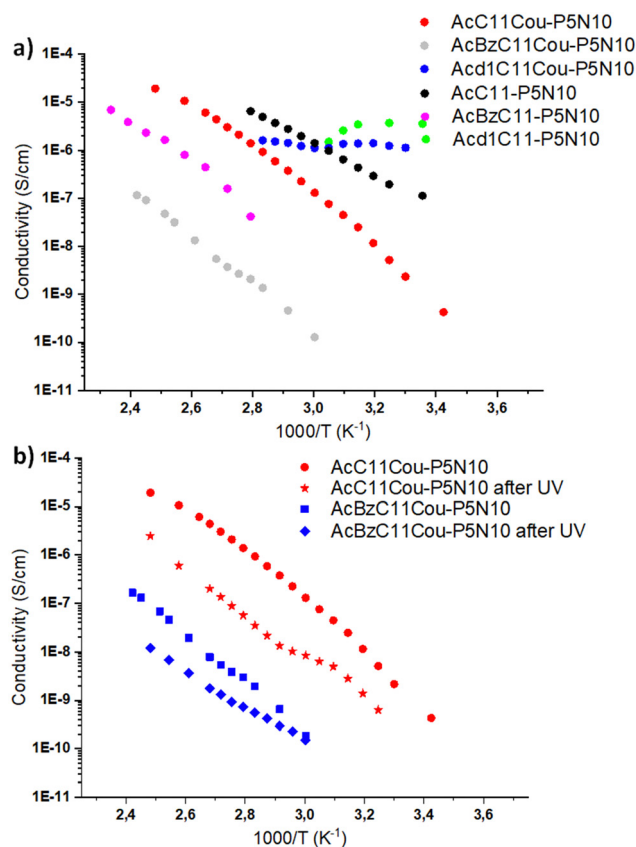 a)
AcC11Cou-P5N10
AcBzC11Cou-P5N10
Acd1C11Cou-P5N10
AcC11-P5N10
AcBzC11-P5N10
Acd1C11-P5N10
Conductivity (S/cm)
1E-4
1E-5
1E-6
1E-7
1E-8
1E-9
1E-10
1E-11
2,4 2,6 2,8 3,0 3,2 3,4 3,6
1000/T (K⁻¹)
b)
AcC11Cou-P5N10
AcC11Cou-P5N10 after UV
AcBzC11Cou-P5N10
AcBzC11Cou-P5N10 after UV
Conductivity (S/cm)
1E-4
1E-5
1E-6
1E-7
1E-8
1E-9
1E-10
1E-11
2,4 2,6 2,8 3,0 3,2 3,4 3,6
1000/T (K⁻¹)